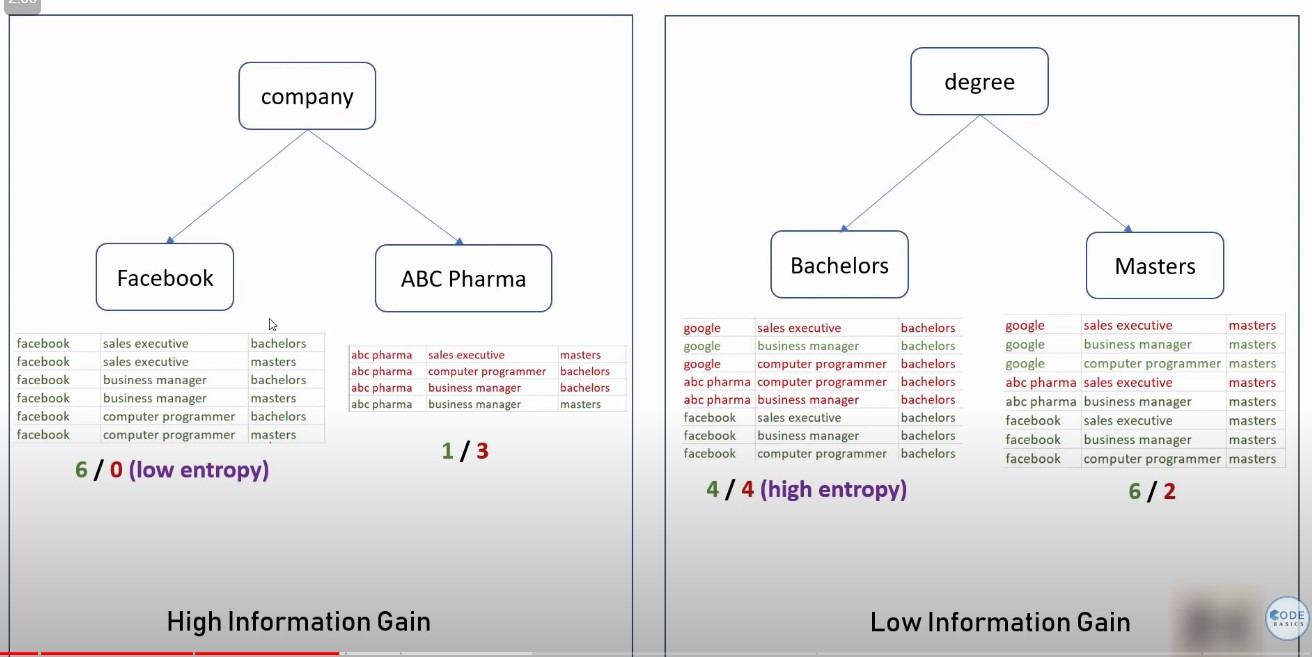 2:00
company
Facebook
ABC Pharma
facebook sales executive bachelors
facebook sales executive masters
facebook business manager bachelors
facebook business manager masters
facebook computer programmer bachelors
facebook computer programmer masters
6 / 0 (low entropy)
abc pharma sales executive masters
abc pharma computer programmer bachelors
abc pharma business manager bachelors
abc pharma business manager masters
1 / 3
High Information Gain
degree
Bachelors
Masters
google sales executive bachelors
google business manager bachelors
google computer programmer bachelors
abc pharma computer programmer bachelors
abc pharma business manager bachelors
facebook sales executive bachelors
facebook business manager bachelors
facebook computer programmer bachelors
4 / 4 (high entropy)
google sales executive masters
google business manager masters
google computer programmer masters
abc pharma sales executive masters
abc pharma business manager masters
facebook sales executive masters
facebook business manager masters
facebook computer programmer masters
6 / 2
Low Information Gain
CODE
BASICS